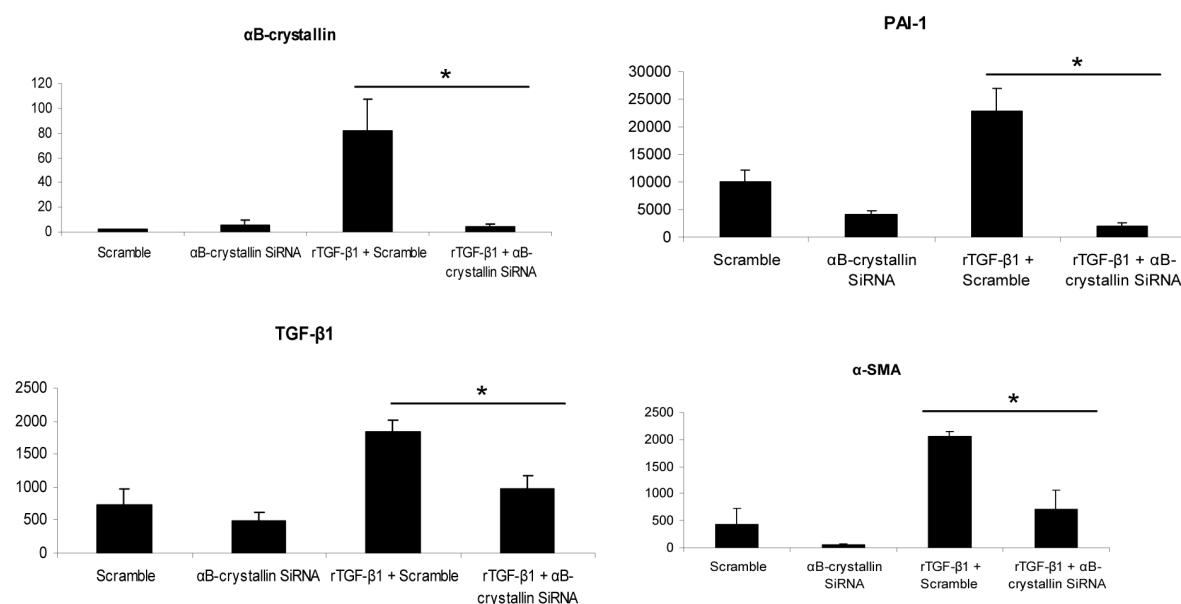 αB-crystallin
*
120
100
80
60
40
20
0
Scramble
αB-crystallin SiRNA
rTGF-β1 + Scramble
rTGF-β1 + αB-
crystallin SiRNA
PAI-1
*
30000
25000
20000
15000
10000
5000
0
Scramble
αB-crystallin
SiRNA
rTGF-β1 +
Scramble
rTGF-β1 + αB-
crystallin SiRNA
TGF-β1
*
2500
2000
1500
1000
500
0
Scramble
αB-crystallin SiRNA
rTGF-β1 + Scramble
rTGF-β1 + αB-
crystallin SiRNA
α-SMA
*
2500
2000
1500
1000
500
0
Scramble
αB-crystallin
SiRNA
rTGF-β1 +
Scramble
rTGF-β1 + αB-
crystallin SiRNA